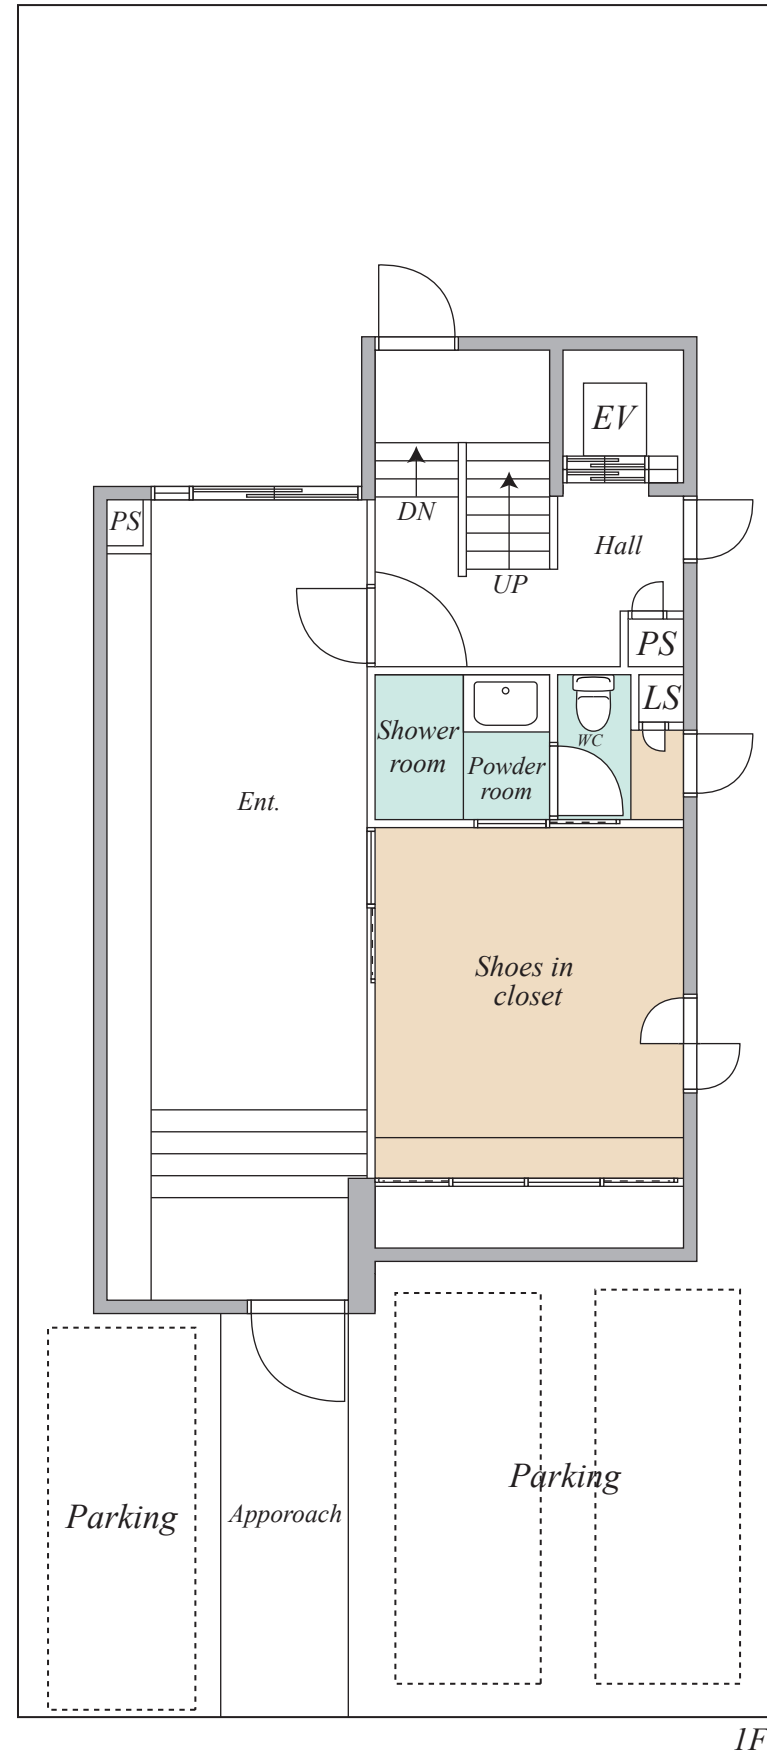 EV
PS
DN
Hall
UP
PS
LS
Shower
room
WC
Powder
room
Ent.
Shoes in
closet
Parking
Parking
Apporoach
1F